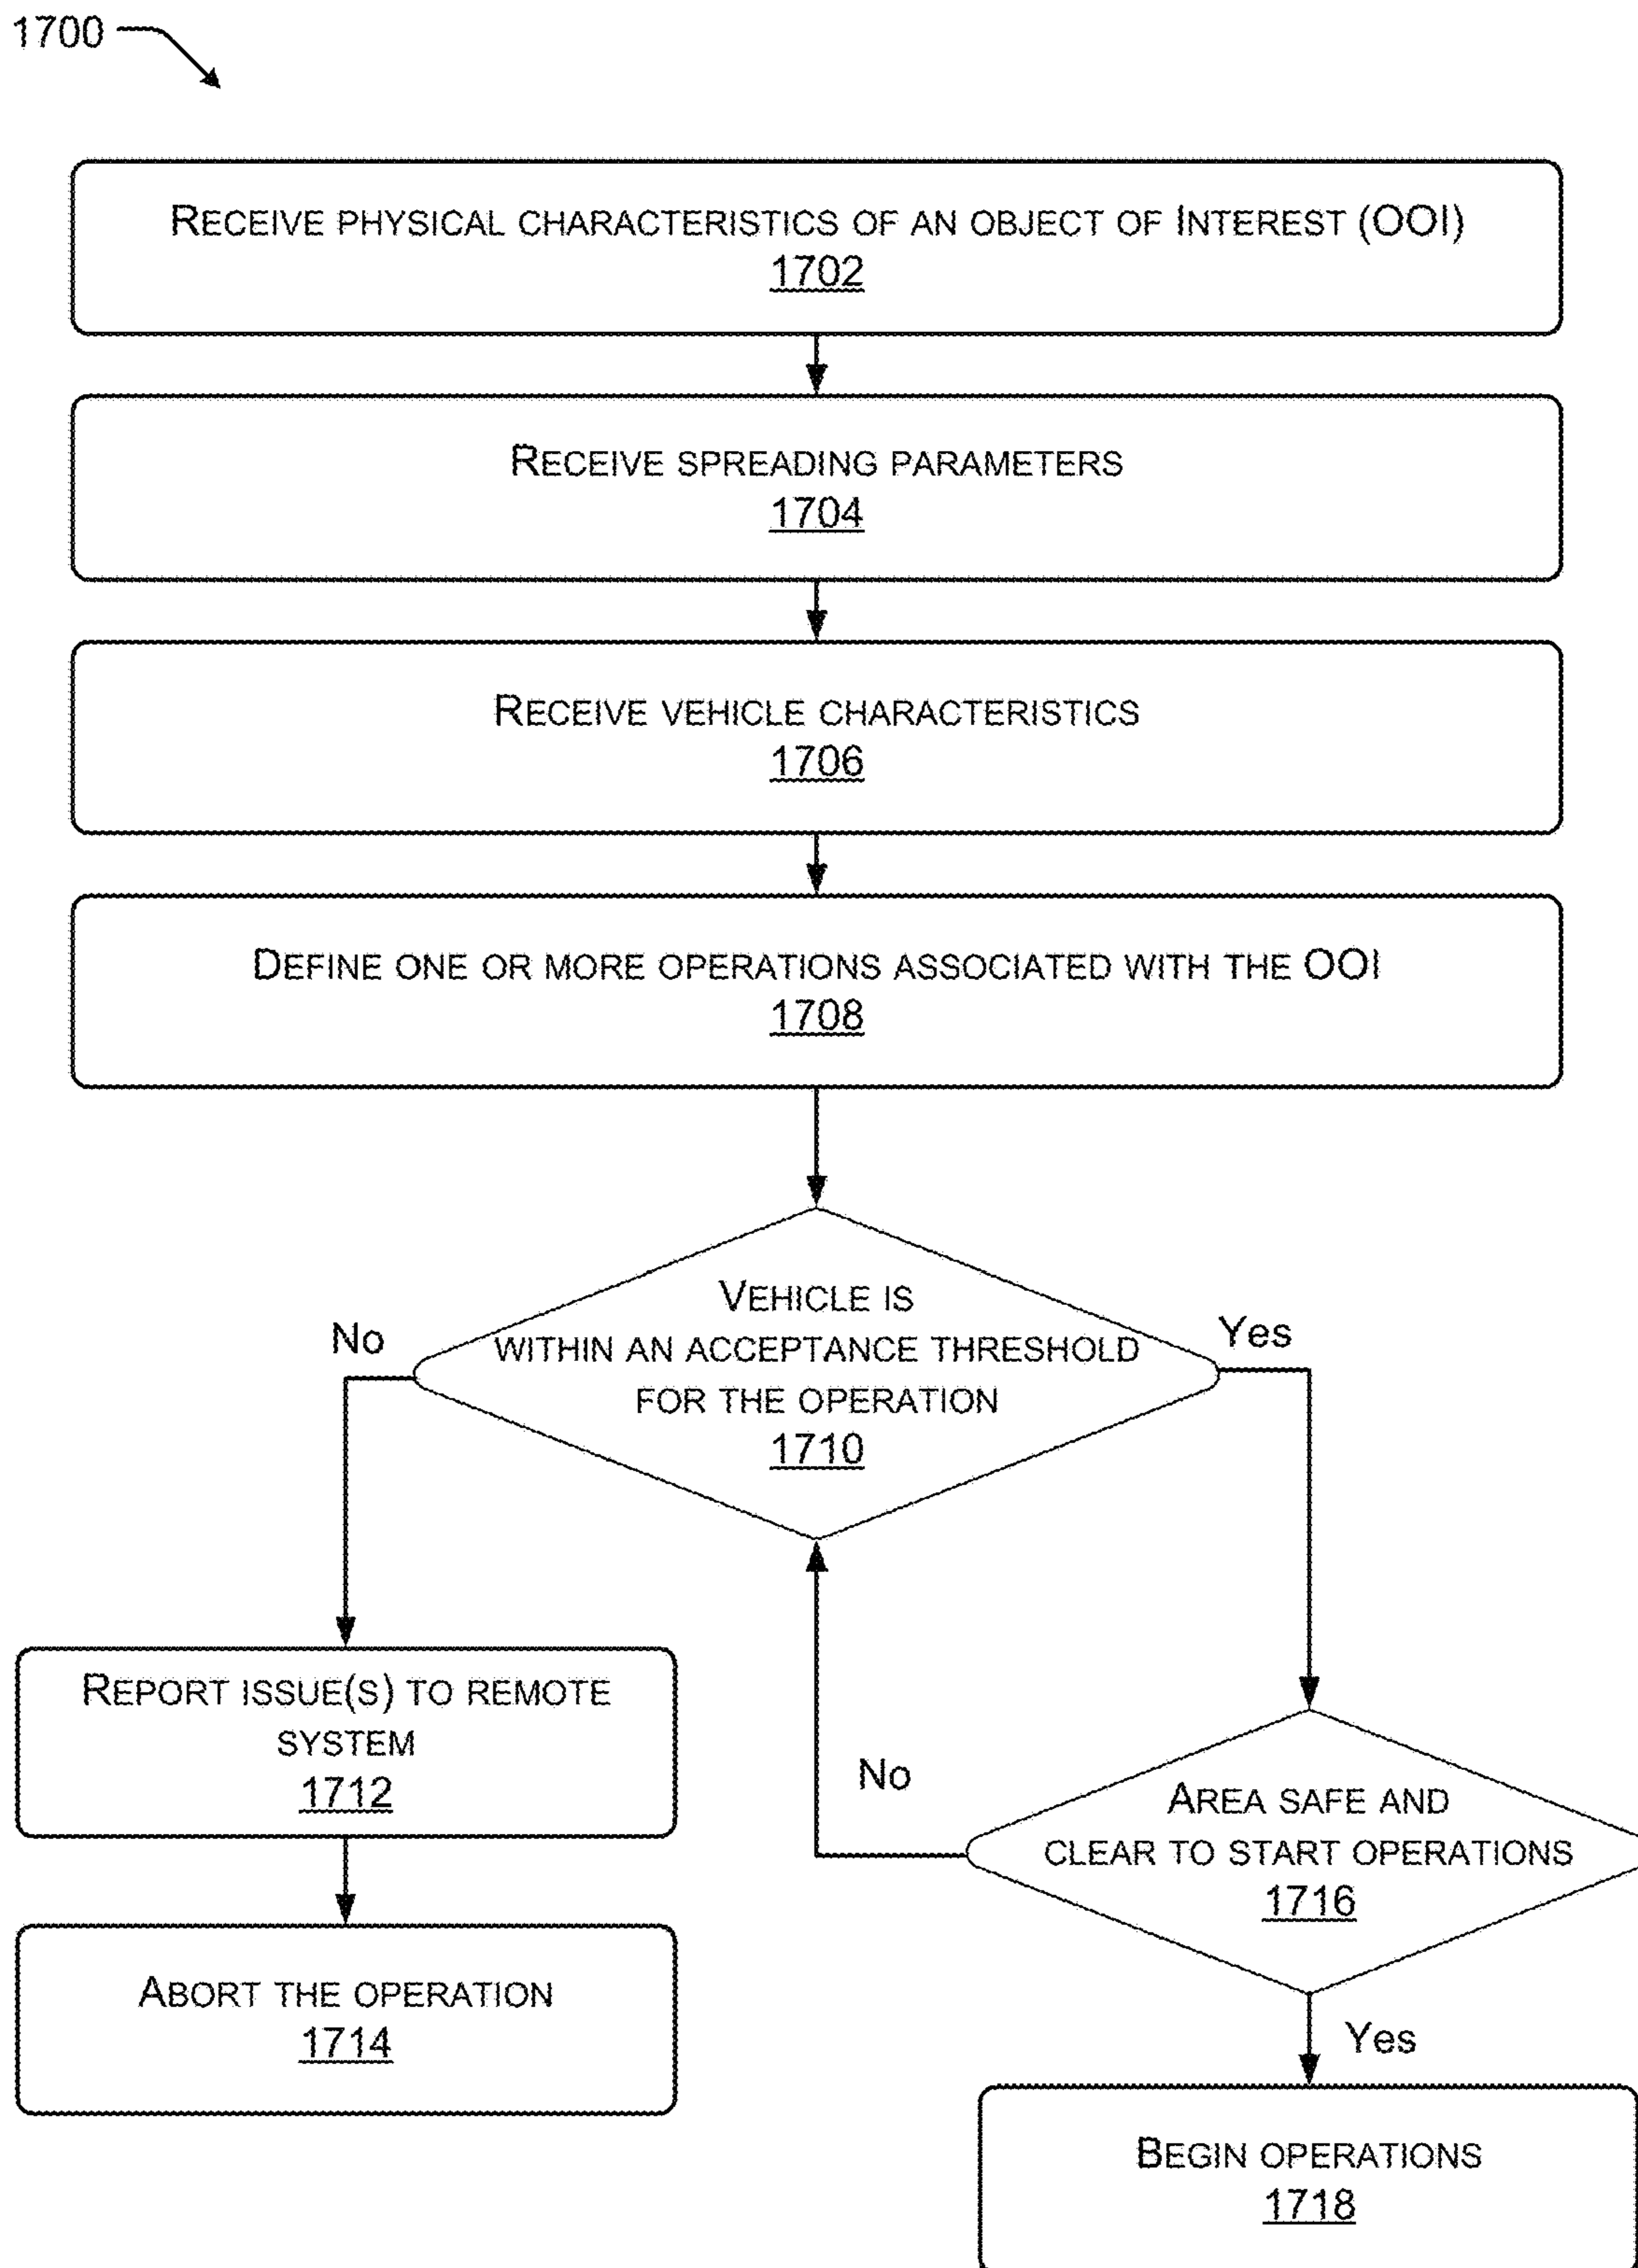 1700
RECEIVE PHYSICAL CHARACTERISTICS OF AN OBJECT OF INTEREST (OOI)
1702
RECEIVE SPREADING PARAMETERS
1704
RECEIVE VEHICLE CHARACTERISTICS
1706
DEFINE ONE OR MORE OPERATIONS ASSOCIATED WITH THE OOI
1708
VEHICLE IS
WITHIN AN ACCEPTANCE THRESHOLD
FOR THE OPERATION
1710
No
Yes
REPORT ISSUE(S) TO REMOTE
SYSTEM
1712
ABORT THE OPERATION
1714
No
AREA SAFE AND
CLEAR TO START OPERATIONS
1716
Yes
BEGIN OPERATIONS
1718